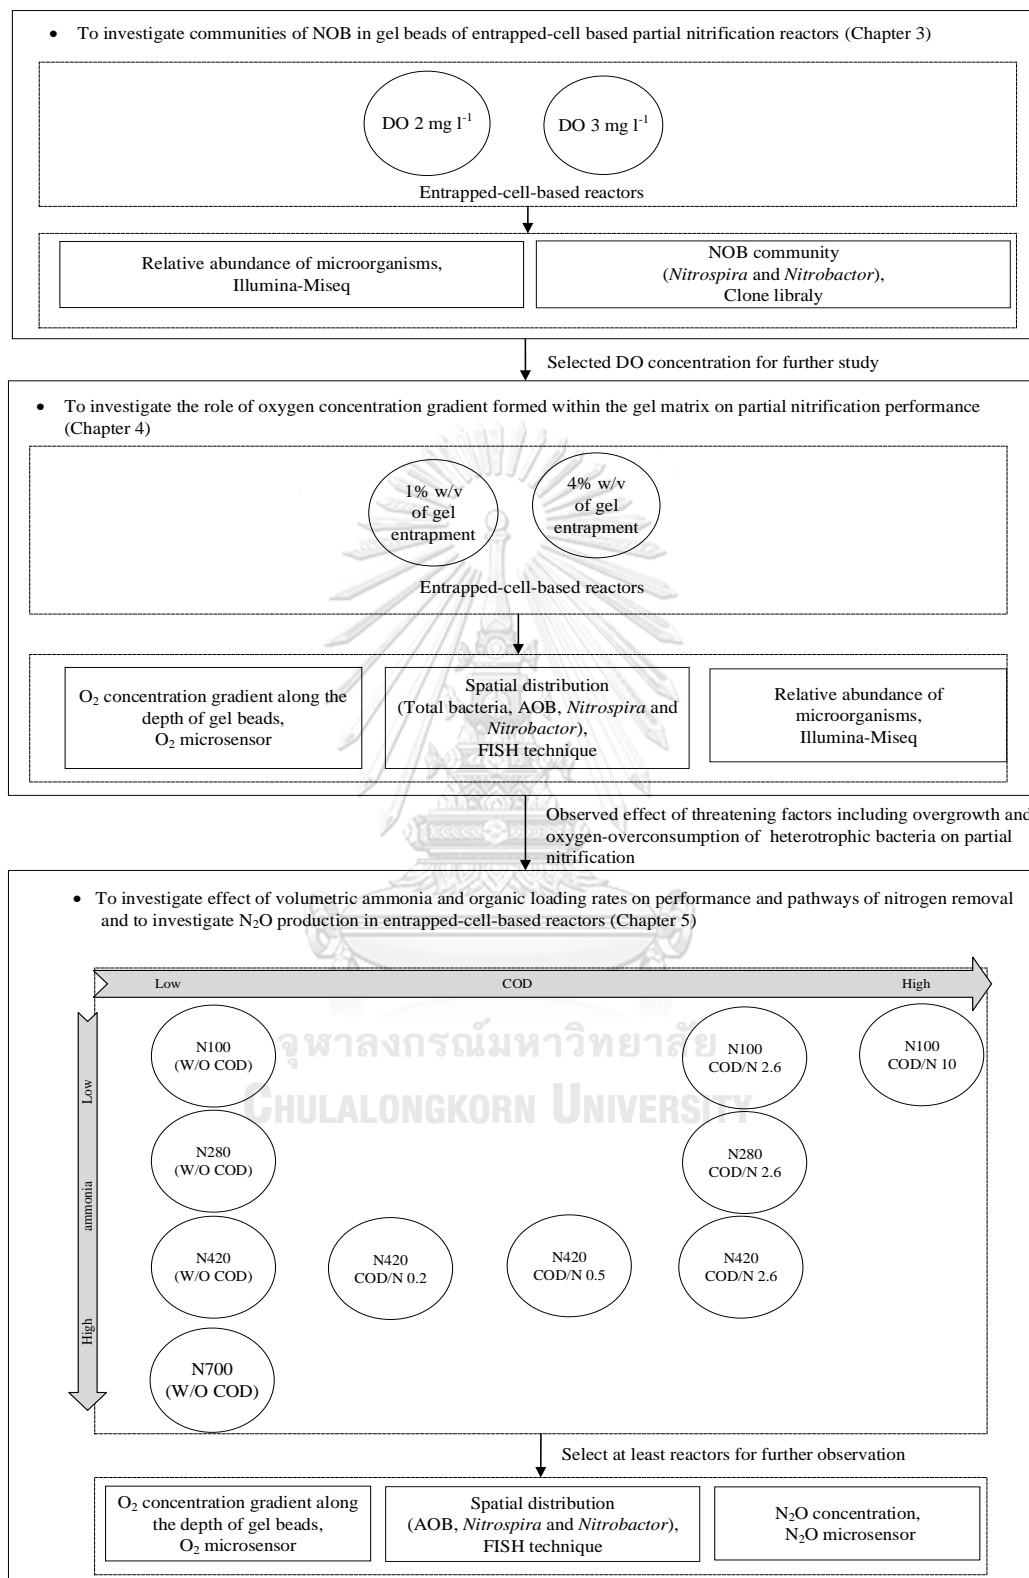 • To investigate communities of NOB in gel beads of entrapped-cell based partial nitrification reactors (Chapter 3)
DO 2 mg l⁻¹
DO 3 mg l⁻¹
Entrapped-cell-based reactors
Relative abundance of microorganisms,
Illumina-Miseq
NOB community
(Nitrospira and Nitrobactor),
Clone libraly
Selected DO concentration for further study
• To investigate the role of oxygen concentration gradient formed within the gel matrix on partial nitrification performance
(Chapter 4)
1% w/v
of gel
entrapment
4% w/v
of gel
entrapment
Entrapped-cell-based reactors
O₂ concentration gradient along the
depth of gel beads,
O₂ microsensor
Spatial distribution
(Total bacteria, AOB, Nitrospira and
Nitrobactor),
FISH technique
Relative abundance of
microorganisms,
Illumina-Miseq
Observed effect of threatening factors including overgrowth and
oxygen-overconsumption of heterotrophic bacteria on partial
nitrification
• To investigate effect of volumetric ammonia and organic loading rates on performance and pathways of nitrogen removal
and to investigate N₂O production in entrapped-cell-based reactors (Chapter 5)
Low COD High
Low ammonia High
N100
(W/O COD)
N100
COD/N 2.6
N100
COD/N 10
จุฬาลงกรณ์มหาวิทยาลัย
CHULALONGKORN UNIVERSITY
N280
(W/O COD)
N280
COD/N 2.6
N420
(W/O COD)
N420
COD/N 0.2
N420
COD/N 0.5
N420
COD/N 2.6
N700
(W/O COD)
Select at least reactors for further observation
O₂ concentration gradient along
the depth of gel beads,
O₂ microsensor
Spatial distribution
(AOB, Nitrospira and Nitrobactor),
FISH technique
N₂O concentration,
N₂O microsensor